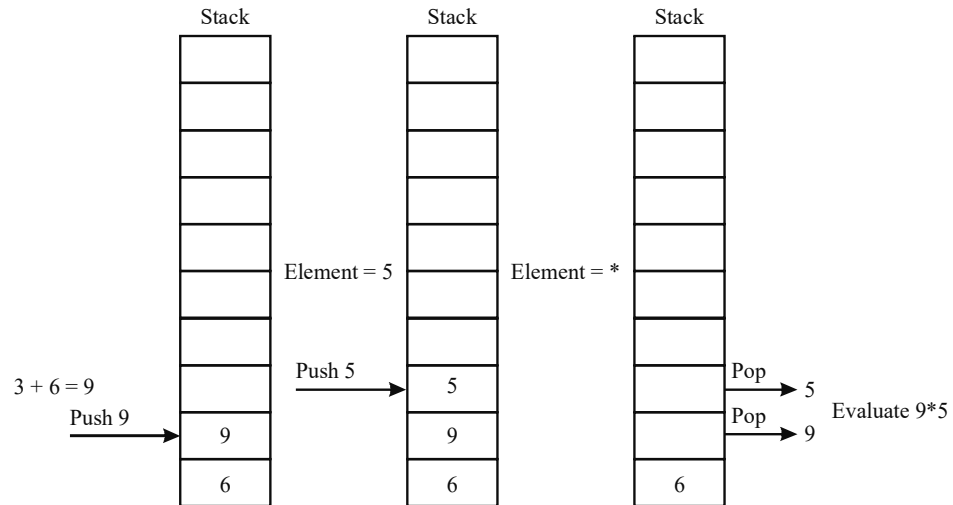 Stack
Stack
Stack
Element = 5
Element = *
3 + 6 = 9
Push 9
9
6
Push 5
5
9
6
Pop
5
Pop
9
Evaluate 9*5
6